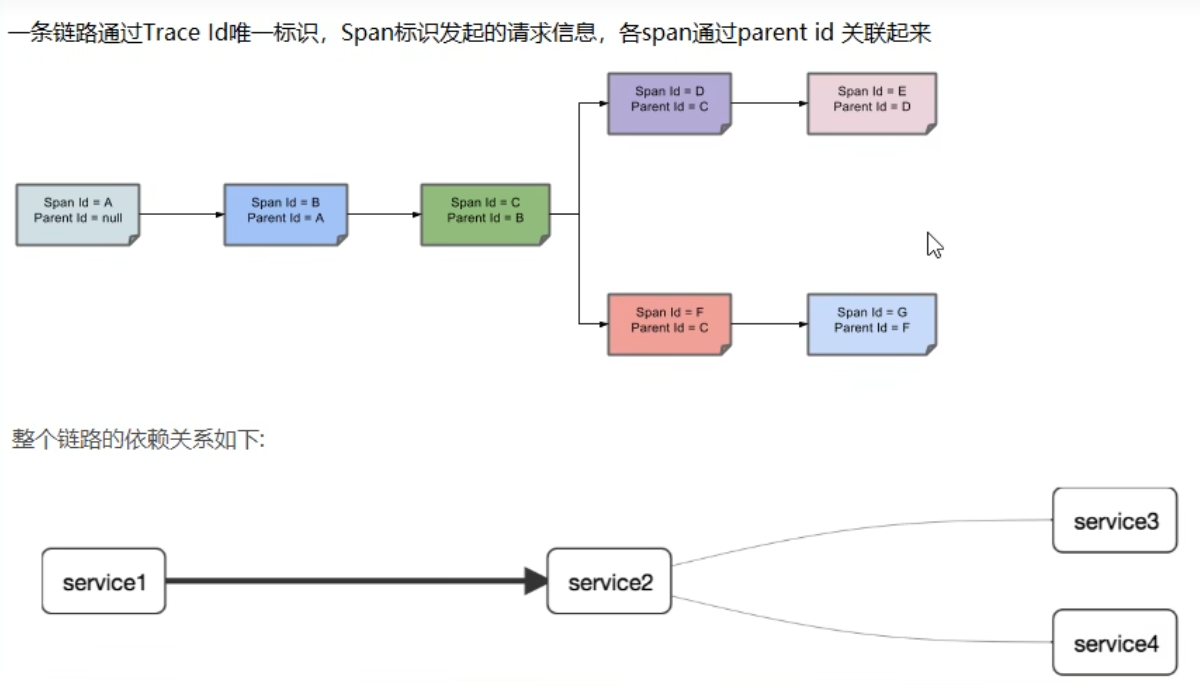 一条链路通过Trace Id唯一标识，Span标识发起的请求信息，各span通过parent id 关联起来
Span Id = D
Parent Id = C
Span Id = E
Parent Id = D
Span Id = A
Parent Id = null
Span Id = B
Parent Id = A
Span Id = C
Parent Id = B
Span Id = F
Parent Id = C
Span Id = G
Parent Id = F
整个链路的依赖关系如下:
service3
service1
service2
service4